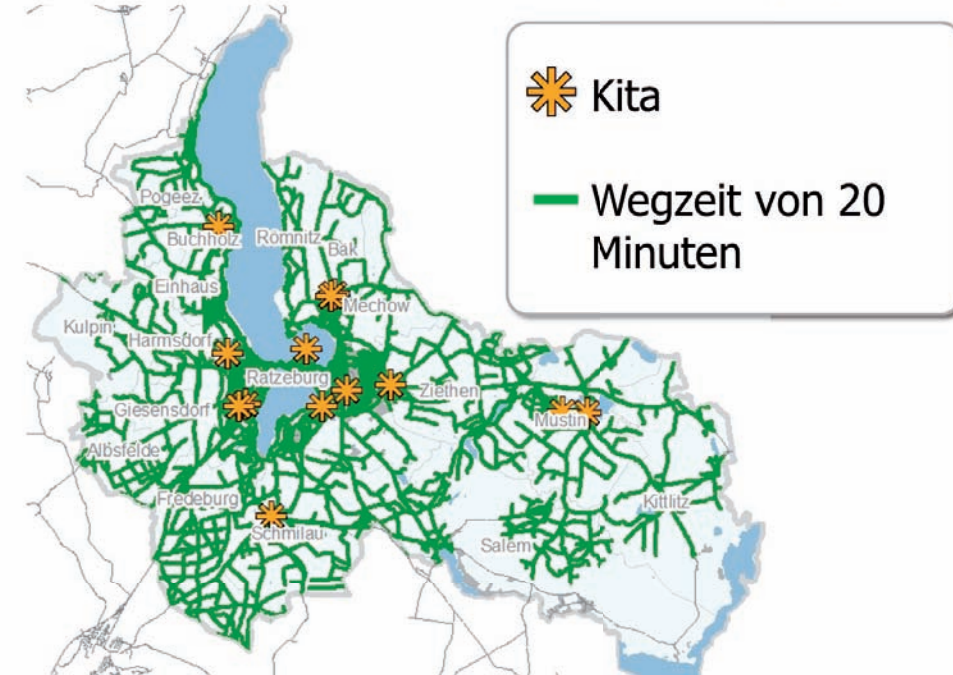 Kita
Wegzeit von 20
Minuten
Pogeez
Buchholz
Römnitz
Bäk
Einhaus
Mechow
Kulpin
Harmsdorf
Ratzeburg
Ziethen
Giesensdorf
Mustin
Albsfelde
Fredeburg
Kittlitz
Schmilau
Salem